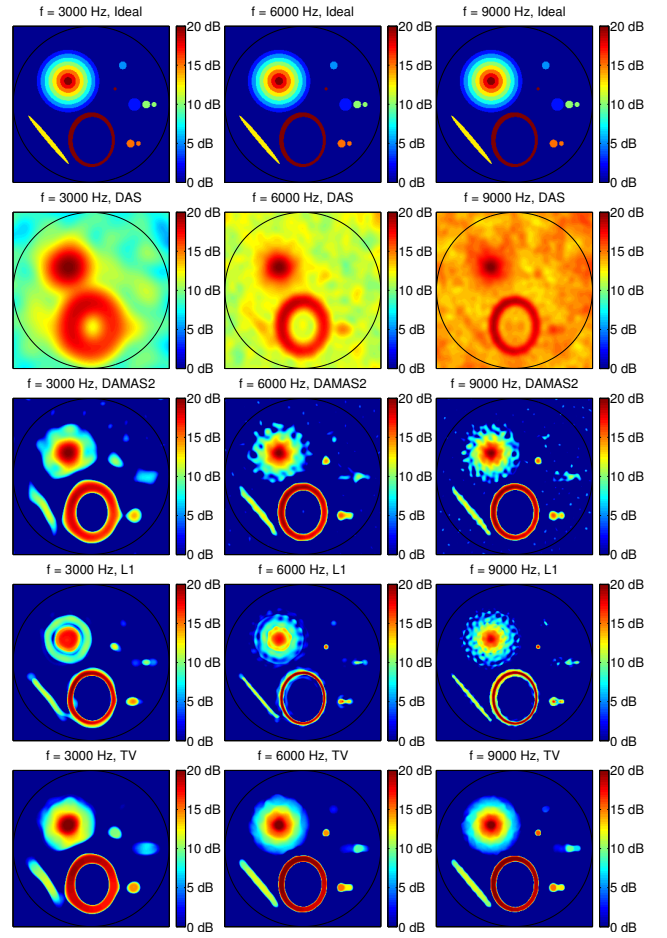 f = 3000 Hz, Ideal
20 dB
15 dB
10 dB
5 dB
0 dB
f = 6000 Hz, Ideal
20 dB
15 dB
10 dB
5 dB
0 dB
f = 9000 Hz, Ideal
20 dB
15 dB
10 dB
5 dB
0 dB
f = 3000 Hz, DAS
20 dB
15 dB
10 dB
5 dB
0 dB
f = 6000 Hz, DAS
20 dB
15 dB
10 dB
5 dB
0 dB
f = 9000 Hz, DAS
20 dB
15 dB
10 dB
5 dB
0 dB
f = 3000 Hz, DAMAS2
20 dB
15 dB
10 dB
5 dB
0 dB
f = 6000 Hz, DAMAS2
20 dB
15 dB
10 dB
5 dB
0 dB
f = 9000 Hz, DAMAS2
20 dB
15 dB
10 dB
5 dB
0 dB
f = 3000 Hz, L1
20 dB
15 dB
10 dB
5 dB
0 dB
f = 6000 Hz, L1
20 dB
15 dB
10 dB
5 dB
0 dB
f = 9000 Hz, L1
20 dB
15 dB
10 dB
5 dB
0 dB
f = 3000 Hz, TV
20 dB
15 dB
10 dB
5 dB
0 dB
f = 6000 Hz, TV
20 dB
15 dB
10 dB
5 dB
0 dB
f = 9000 Hz, TV
20 dB
15 dB
10 dB
5 dB
0 dB